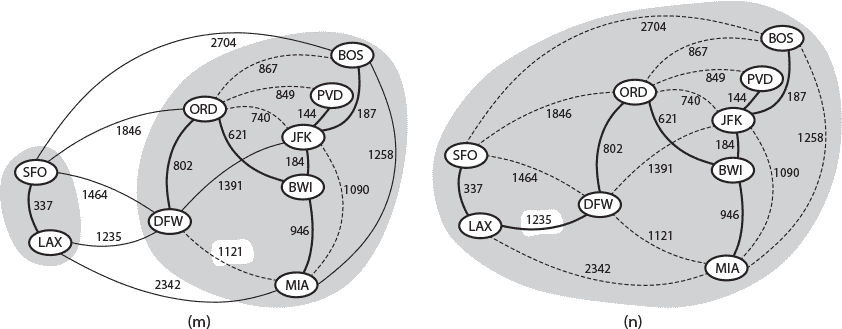 2704
BOS
867
849
PVD
ORD
740
144
187
1846
621
JFK
SFO
802
184
1258
1464
1391
BWI
1090
337
DFW
946
LAX
1235
1121
MIA
2342
(m)
2704
BOS
867
849
PVD
ORD
740
144
187
1846
621
JFK
SFO
802
184
1258
1464
1391
BWI
1090
337
DFW
946
LAX
1235
1121
MIA
2342
(n)